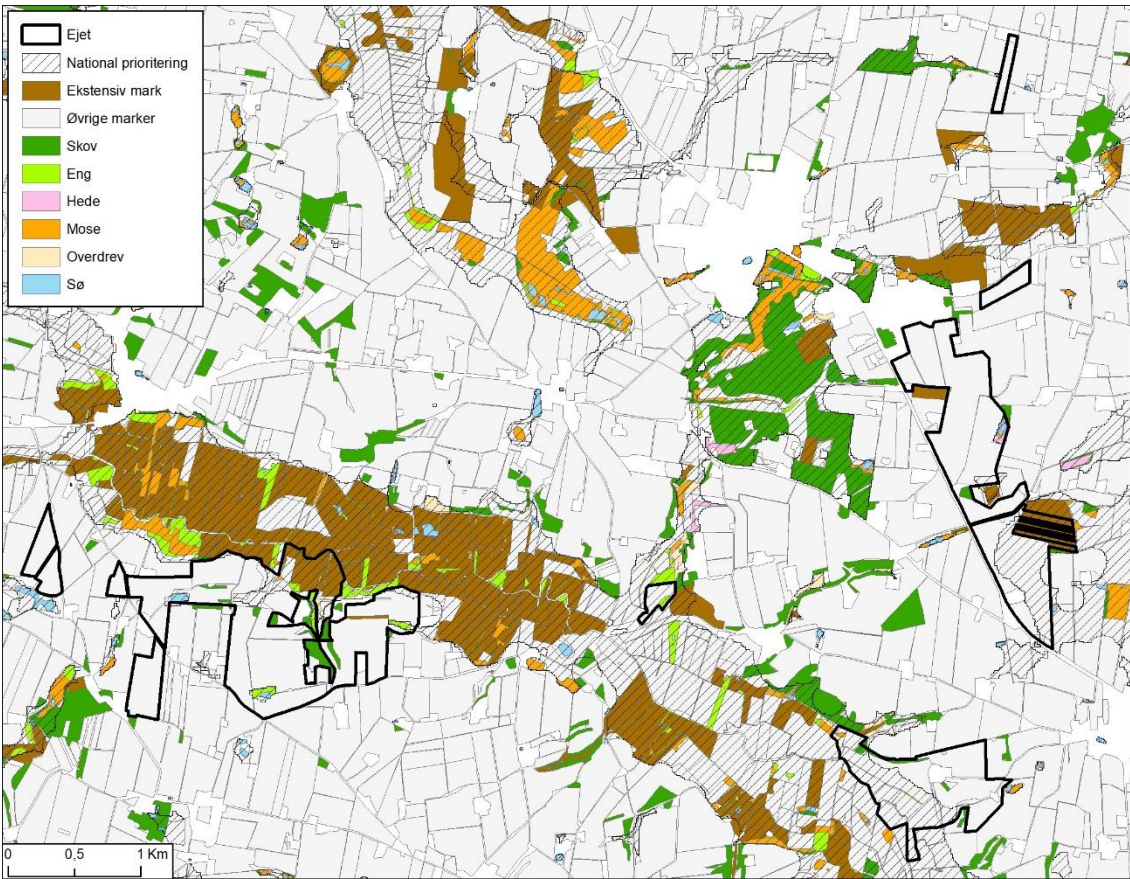 Ejet
National prioritering
Ekstensiv mark
Øvrige marker
Skov
Eng
Hede
Mose
Overdrev
Sø
0 0,5 1 Km